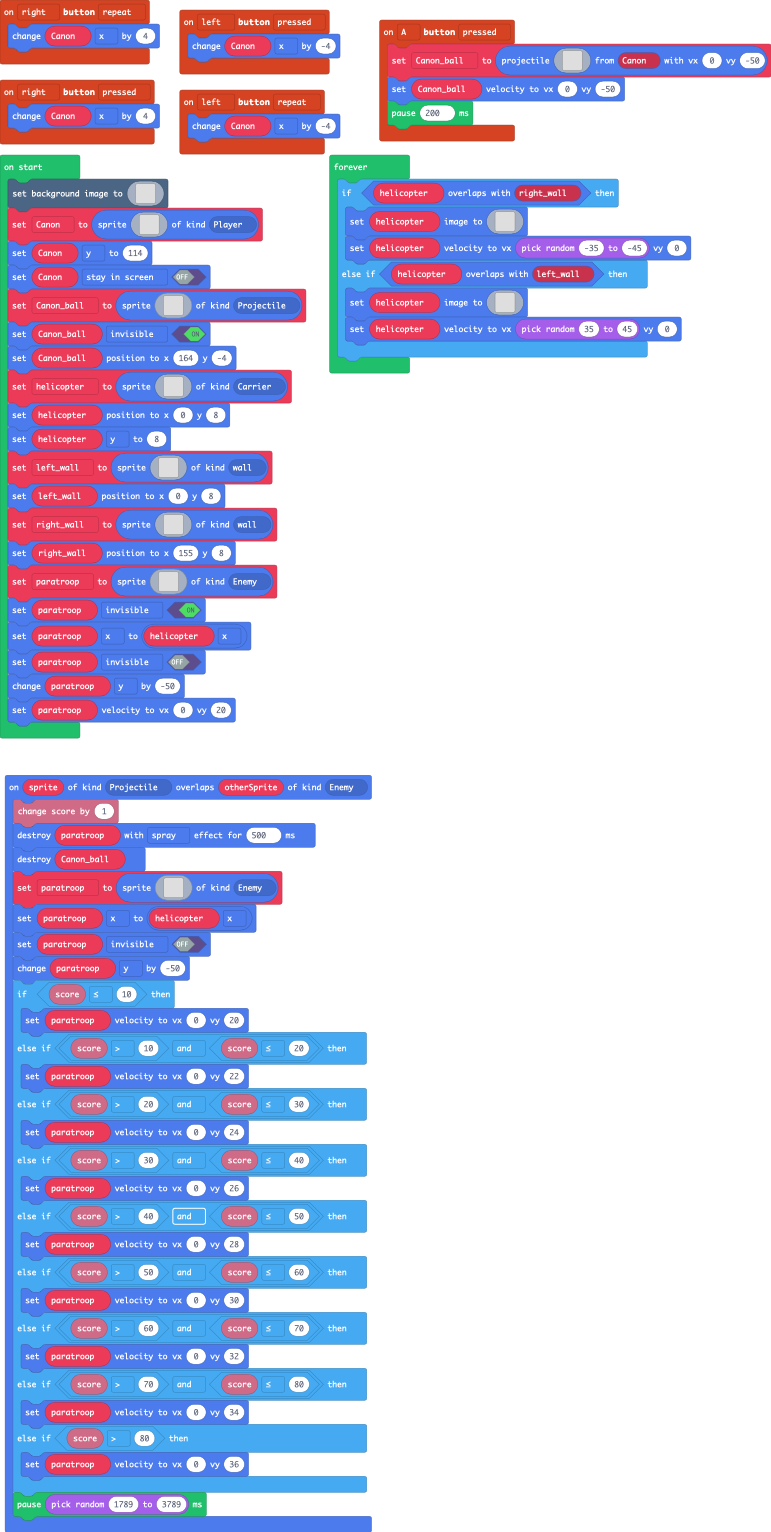 on right button repeat
change Canon x by 4
on left button pressed
change Canon x by -4
on A button pressed
set Canon_ball to projectile from Canon with vx 0 vy -50
set Canon_ball velocity to vx 0 vy -50
pause 200 ms
on right button pressed
change Canon x by 4
on left button repeat
change Canon x by -4
on start
set background image to
set Canon to sprite of kind Player
set Canon y to 114
set Canon stay in screen OFF
set Canon_ball to sprite of kind Projectile
set Canon_ball invisible ON
set Canon_ball position to x 164 y -4
set helicopter to sprite of kind Carrier
set helicopter position to x 0 y 8
set helicopter y to 8
set left_wall to sprite of kind wall
set left_wall position to x 0 y 8
set right_wall to sprite of kind wall
set right_wall position to x 155 y 8
set paratroop to sprite of kind Enemy
set paratroop invisible ON
set paratroop x to helicopter x
set paratroop invisible OFF
change paratroop y by -50
set paratroop velocity to vx 0 vy 20
forever
if helicopter overlaps with right_wall then
set helicopter image to
set helicopter velocity to vx pick random -35 to -45 vy 0
else if helicopter overlaps with left_wall then
set helicopter image to
set helicopter velocity to vx pick random 35 to 45 vy 0
on sprite of kind Projectile overlaps otherSprite of kind Enemy
change score by 1
destroy paratroop with spray effect for 500 ms
destroy Canon_ball
set paratroop to sprite of kind Enemy
set paratroop x to helicopter x
set paratroop invisible OFF
change paratroop y by -50
if score ≤ 10 then
set paratroop velocity to vx 0 vy 20
else if score > 10 and score ≤ 20 then
set paratroop velocity to vx 0 vy 22
else if score > 20 and score ≤ 30 then
set paratroop velocity to vx 0 vy 24
else if score > 30 and score ≤ 40 then
set paratroop velocity to vx 0 vy 26
else if score > 40 and score ≤ 50 then
set paratroop velocity to vx 0 vy 28
else if score > 50 and score ≤ 60 then
set paratroop velocity to vx 0 vy 30
else if score > 60 and score ≤ 70 then
set paratroop velocity to vx 0 vy 32
else if score > 70 and score ≤ 80 then
set paratroop velocity to vx 0 vy 34
else if score > 80 then
set paratroop velocity to vx 0 vy 36
pause pick random 1789 to 3789 ms